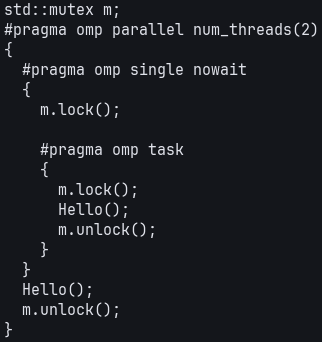 std::mutex m;
#pragma omp parallel num_threads(2)
{
  #pragma omp single nowait
  {
    m.lock();

    #pragma omp task
    {
      m.lock();
      Hello();
      m.unlock();
    }
  }
  Hello();
  m.unlock();
}